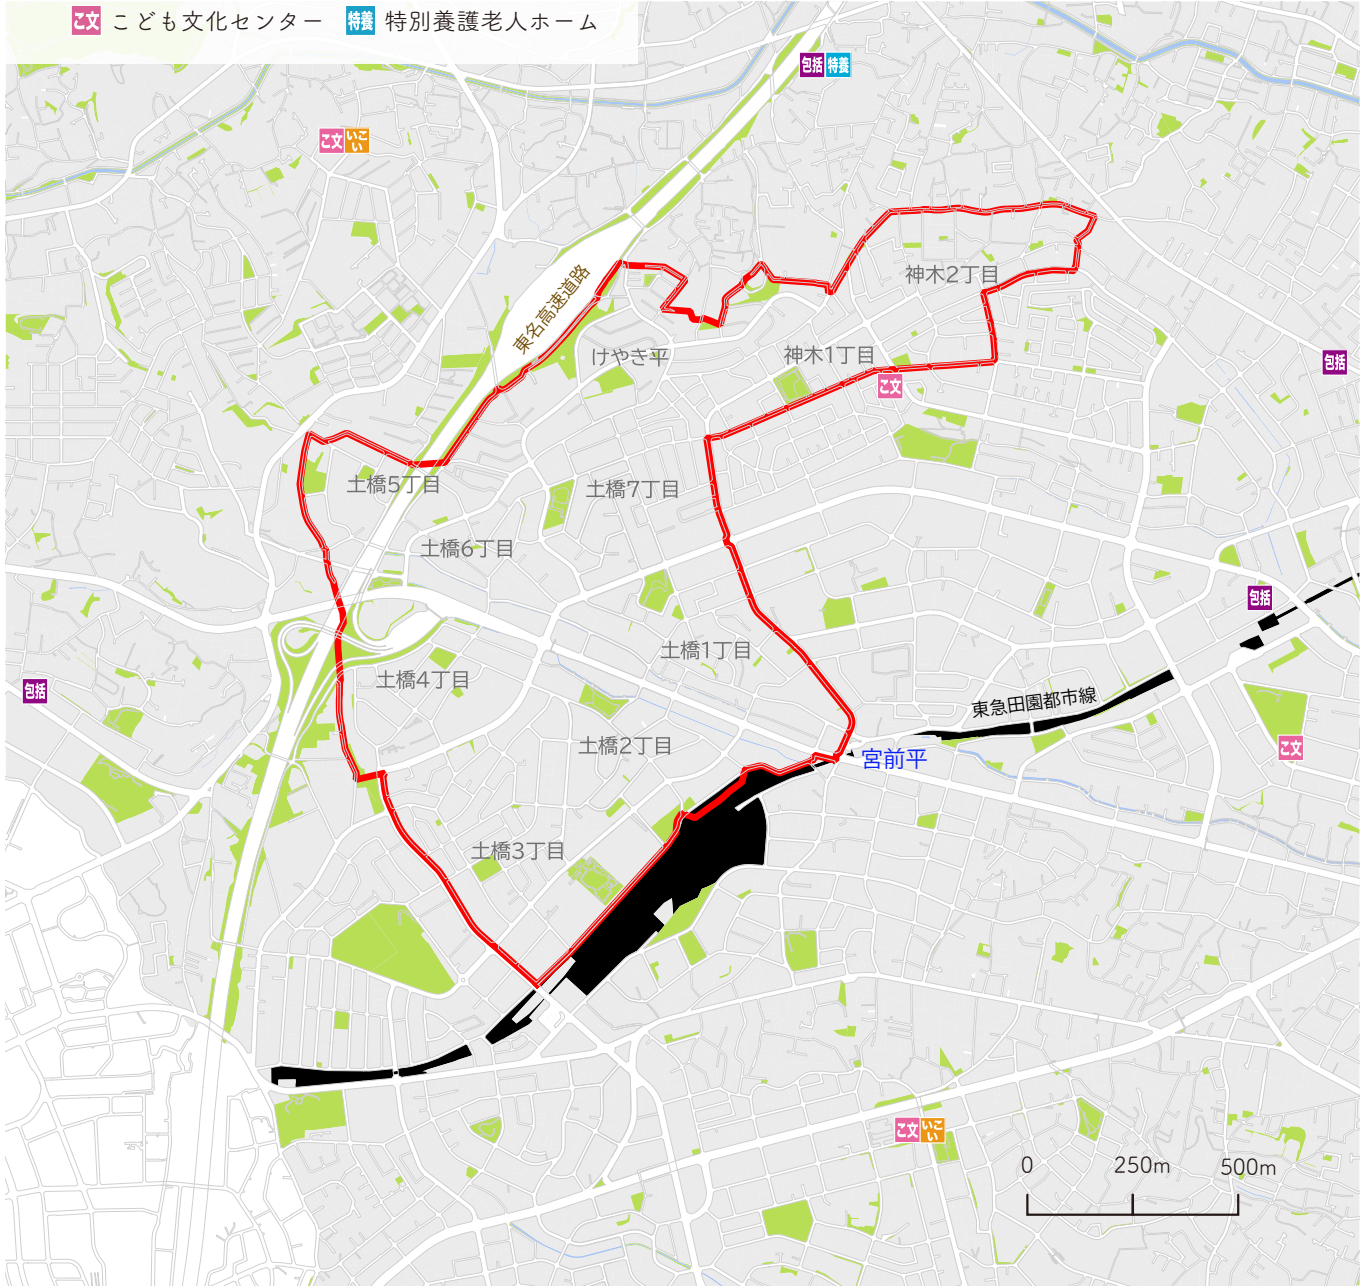 こ文 こども文化センター 特養 特別養護老人ホーム
包括 特養
こ文 いこい
東名高速道路
神木2丁目
けやき平
神木1丁目
包括
こ文
土橋5丁目
土橋7丁目
土橋6丁目
包括
土橋1丁目
土橋4丁目
包括
東急田園都市線
土橋2丁目
宮前平
こ文
土橋3丁目
こ文 いこい
0 250m 500m